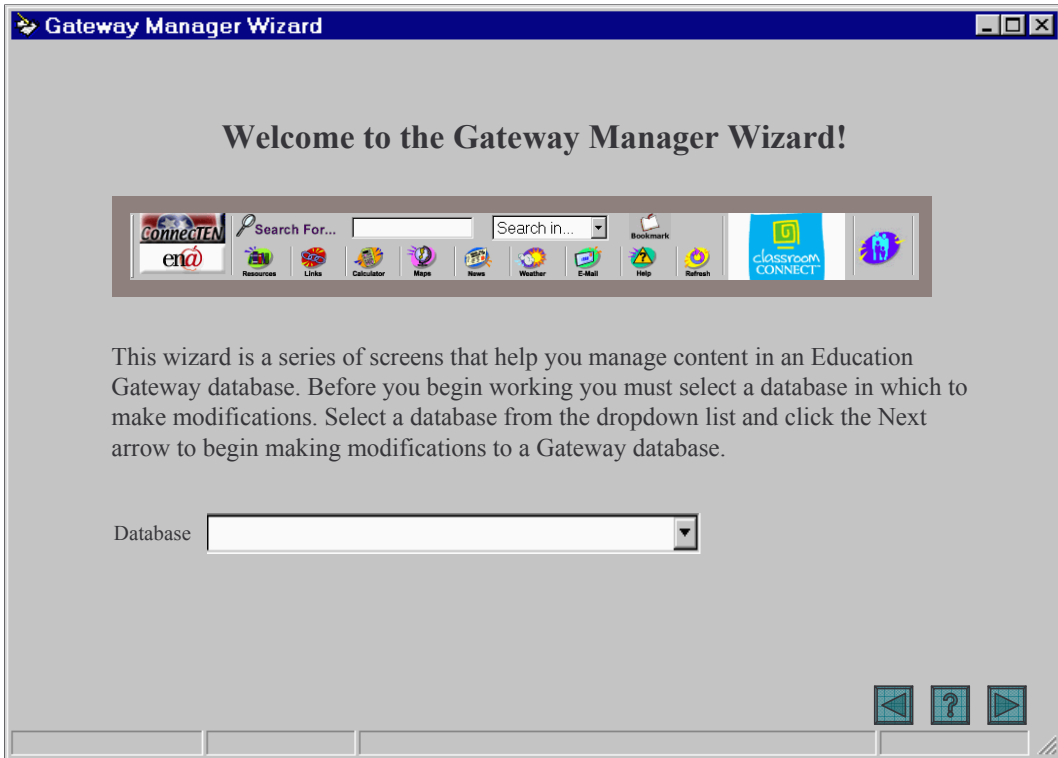 Gateway Manager Wizard
Welcome to the Gateway Manager Wizard!
ConnecTEN
Search For...
Search in...
Bookmark
ena
Resources
Links
Calculator
Maps
News
Weather
E-Mail
Help
Refresh
classroom
CONNECT
This wizard is a series of screens that help you manage content in an Education
Gateway database. Before you begin working you must select a database in which to
make modifications. Select a database from the dropdown list and click the Next
arrow to begin making modifications to a Gateway database.
Database
?